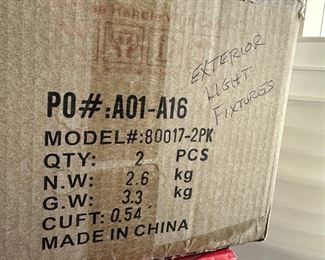 EXTERIOR
LIGHT
FIXTURES
PO#:A01-A16
MODEL#:80017-2PK
QTY: 2 PCS
N.W: 2.6 kg
G.W: 3.3 kg
CUFT: 0.54
MADE IN CHINA